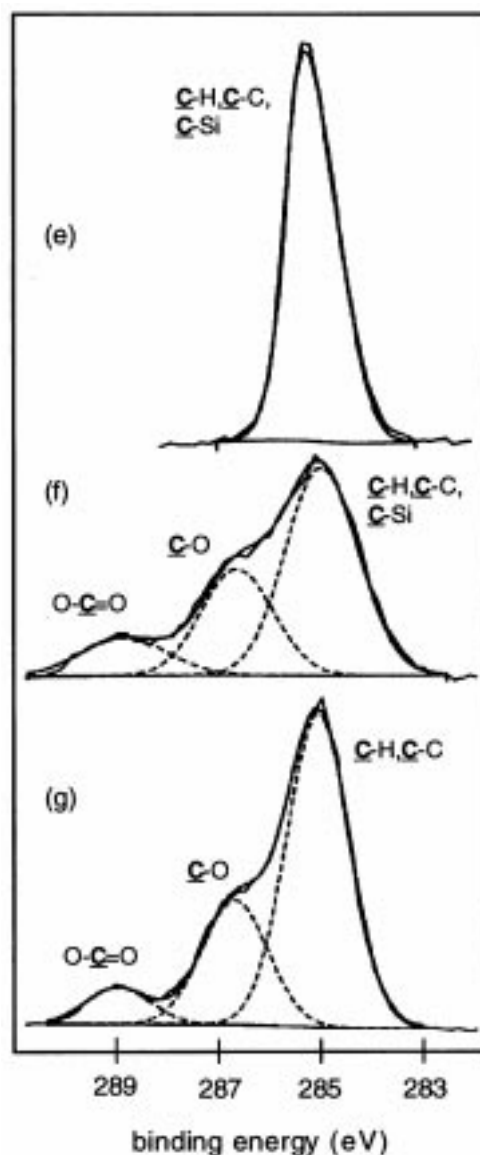 C-H,C-C,
C-Si
(e)
(f)
C-H,C-C,
C-Si
C-O
O-C=O
C-H,C-C
(g)
C-O
O-C=O
289 287 285 283
binding energy (eV)